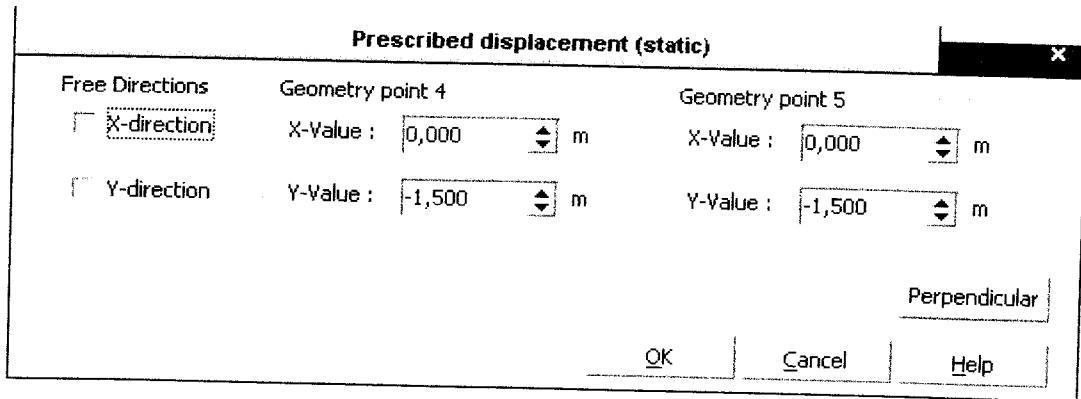 Prescribed displacement (static)
Free Directions Geometry point 4 Geometry point 5
X-direction X-Value : 0,000 m X-Value : 0,000 m
Y-direction Y-Value : -1,500 m Y-Value : -1,500 m
Perpendicular
OK Cancel Help